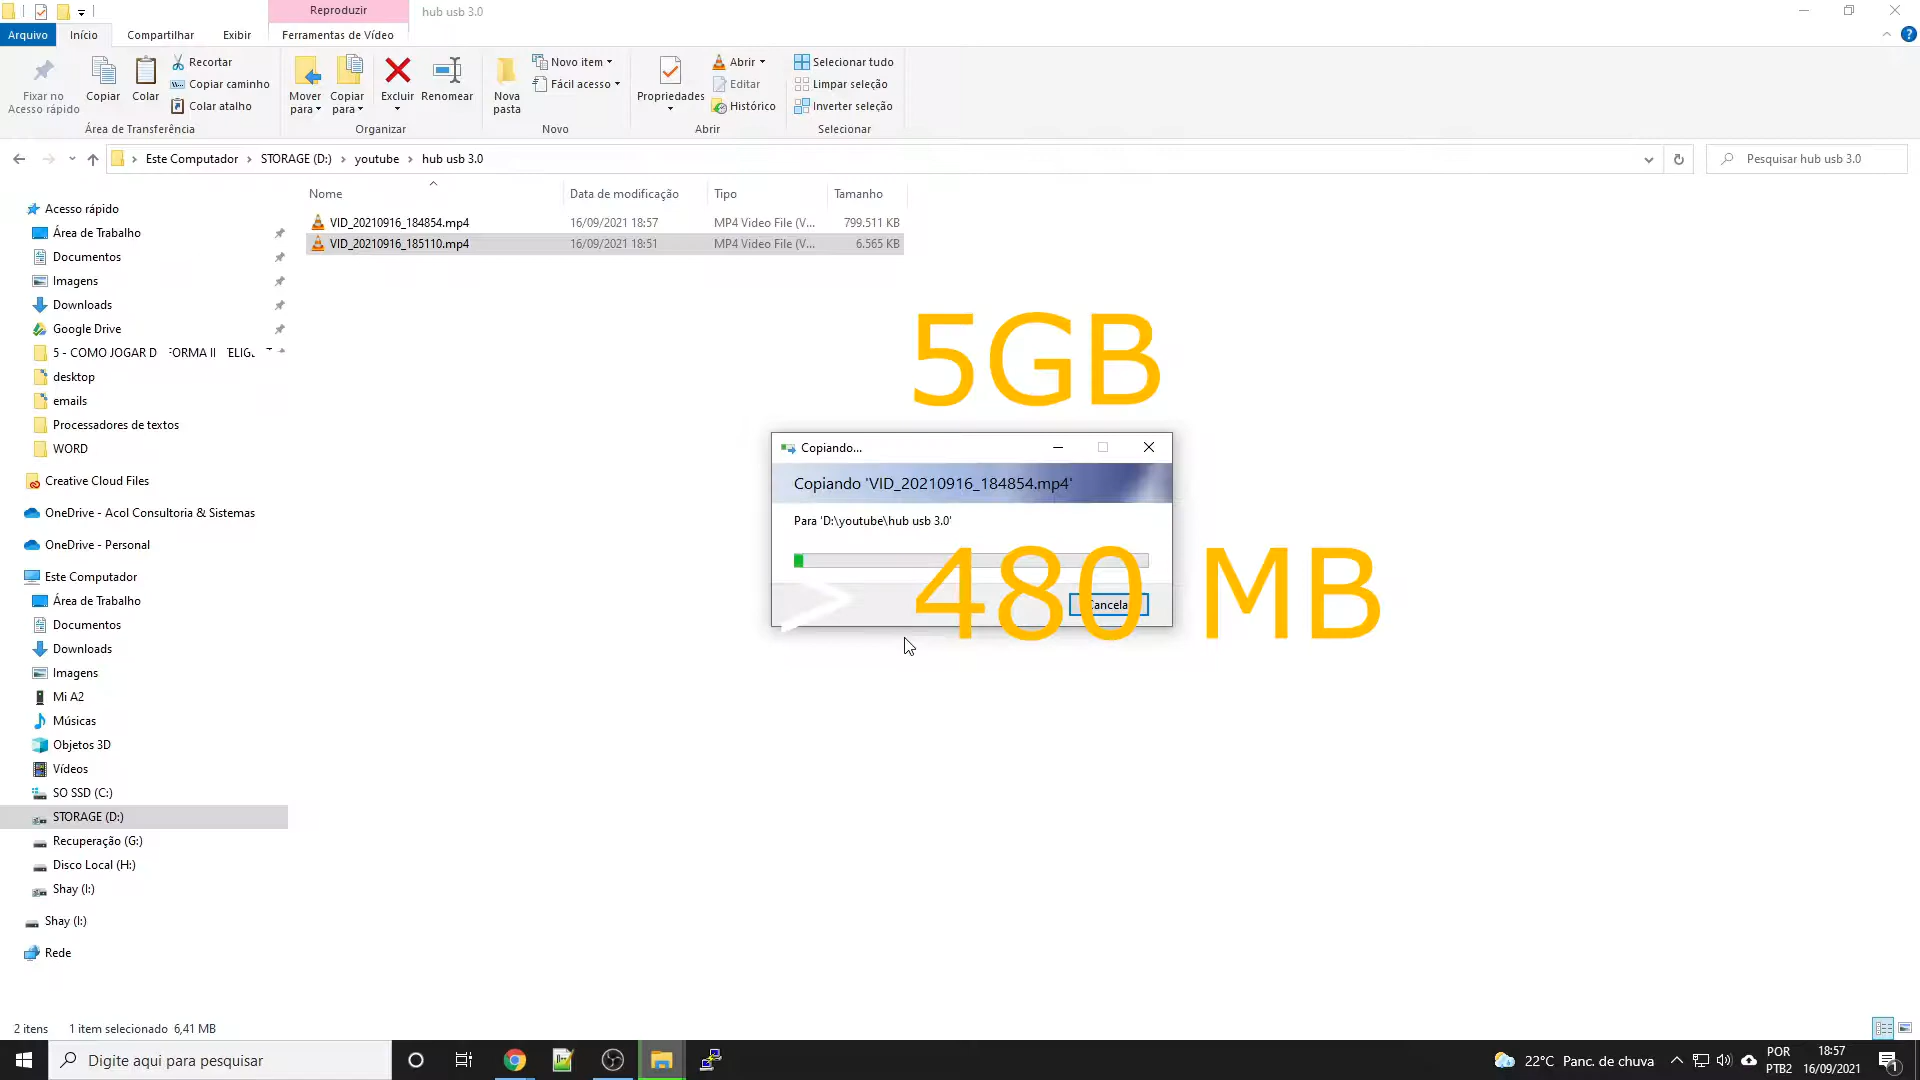 Reproduzir
hub usb 3.0
Arquivo
Início
Compartilhar
Exibir
Ferramentas de Vídeo
Fixar no
Acesso rápido
Copiar
Colar
Recortar
Copiar caminho
Colar atalho
Área de Transferência
Mover
para
Copiar
para
Excluir
Renomear
Organizar
Nova
pasta
Novo item
Fácil acesso
Novo
Propriedades
Abrir
Editar
Histórico
Abrir
Selecionar tudo
Limpar seleção
Inverter seleção
Selecionar
Este Computador
STORAGE (D:)
youtube
hub usb 3.0
Pesquisar hub usb 3.0
Nome
Data de modificação
Tipo
Tamanho
VID_20210916_184854.mp4 16/09/2021 18:57 MP4 Video File (V... 799.511 KB
VID_20210916_185110.mp4 16/09/2021 18:51 MP4 Video File (V... 6.565 KB
Acesso rápido
Área de Trabalho
Documentos
Imagens
Downloads
Google Drive
5 - COMO JOGAR D
desktop
emails
Processadores de textos
WORD
Creative Cloud Files
OneDrive - Acol Consultoria & Sistemas
OneDrive - Personal
Este Computador
Área de Trabalho
Documentos
Downloads
Imagens
Mi A2
Músicas
Objetos 3D
Vídeos
SO SSD (C:)
STORAGE (D:)
Recuperação (G:)
Disco Local (H:)
Shay (I:)
Shay (I:)
Rede
5GB
Copiando...
Copiando 'VID_20210916_184854.mp4'
Para 'D:\youtube\hub usb 3.0'
> 480 MB
2 itens
1 item selecionado 6,41 MB
Digite aqui para pesquisar
22°C Panc. de chuva
POR
PTB2
18:57
16/09/2021
1